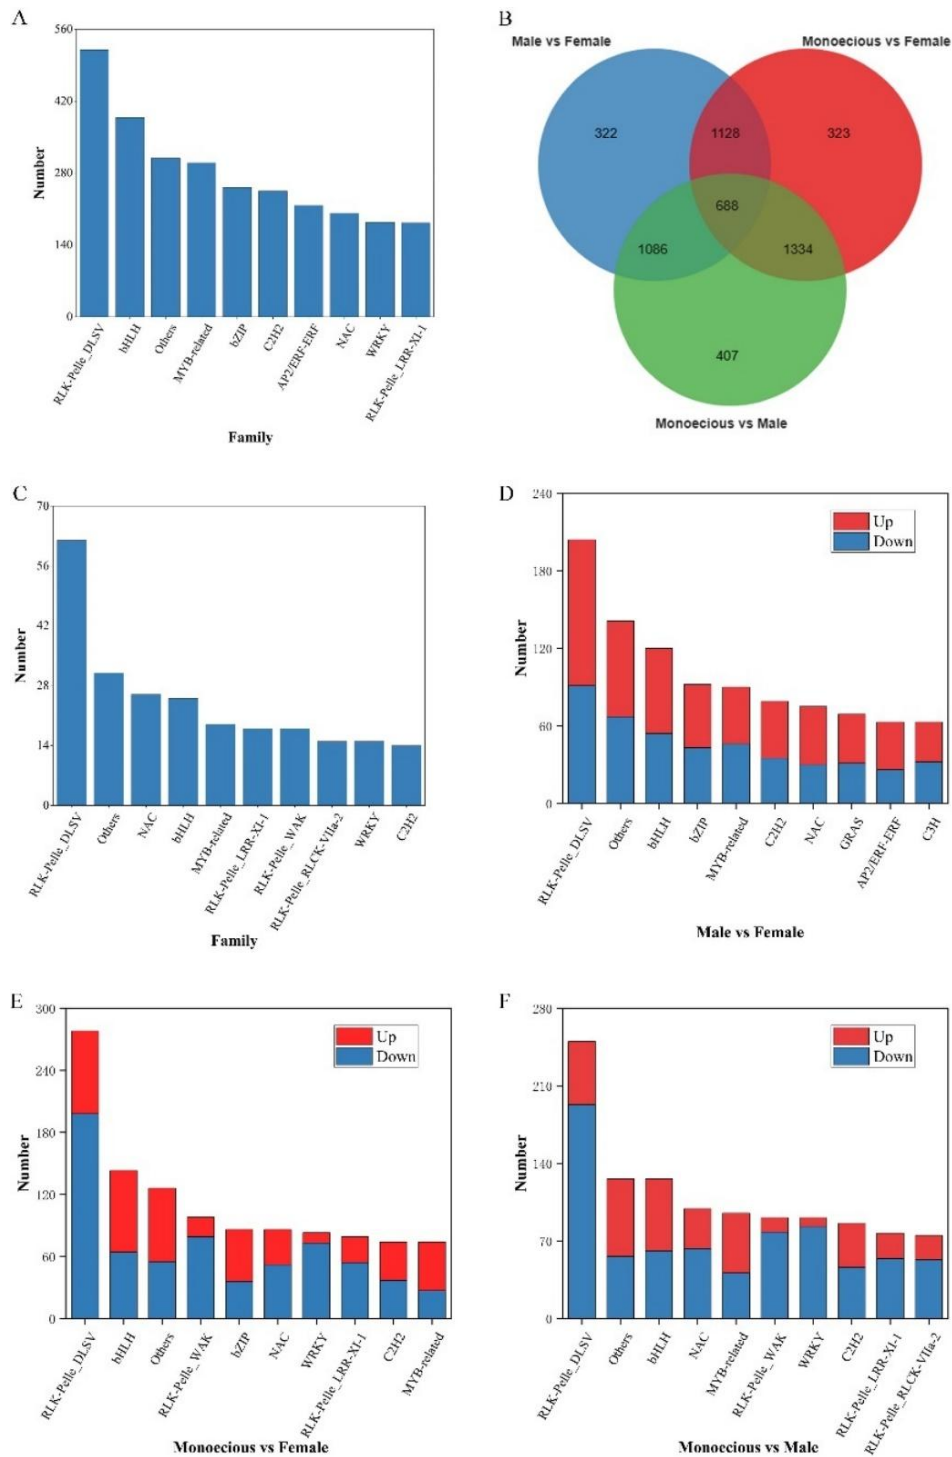 A
560
420
280
140
0
Number
RLK-Pelle_DLSV
bHLH
Others
MYB-related
bZIP
C2H2
AP2/ERF-ERF
NAC
WRKY
RLK-Pelle_LRR-XI-1
Family
B
Male vs Female
Monoecious vs Female
322
1128
323
688
1086
1334
407
Monoecious vs Male
C
70
56
42
28
14
0
Number
RLK-Pelle_DLSV
Others
NAC
bHLH
MYB-related
RLK-Pelle_LRR-XI-1
RLK-Pelle_WAK
RLK-Pelle_RLCK-VIIa-2
WRKY
C2H2
Family
D
240
180
120
60
0
Number
Up
Down
RLK-Pelle_DLSV
Others
bHLH
bZIP
MYB-related
C2H2
NAC
GRAS
AP2/ERF-ERF
C3H
Male vs Female
E
300
240
180
120
60
0
Number
Up
Down
RLK-Pelle_DLSV
bHLH
Others
RLK-Pelle_WAK
bZIP
NAC
WRKY
RLK-Pelle_LRR-XI-1
C2H2
MYB-related
Monoecious vs Female
F
280
210
140
70
0
Number
Up
Down
RLK-Pelle_DLSV
Others
bHLH
NAC
MYB-related
RLK-Pelle_WAK
WRKY
C2H2
RLK-Pelle_LRR-XI-1
RLK-Pelle_RLCK-VIIa-2
Monoecious vs Male